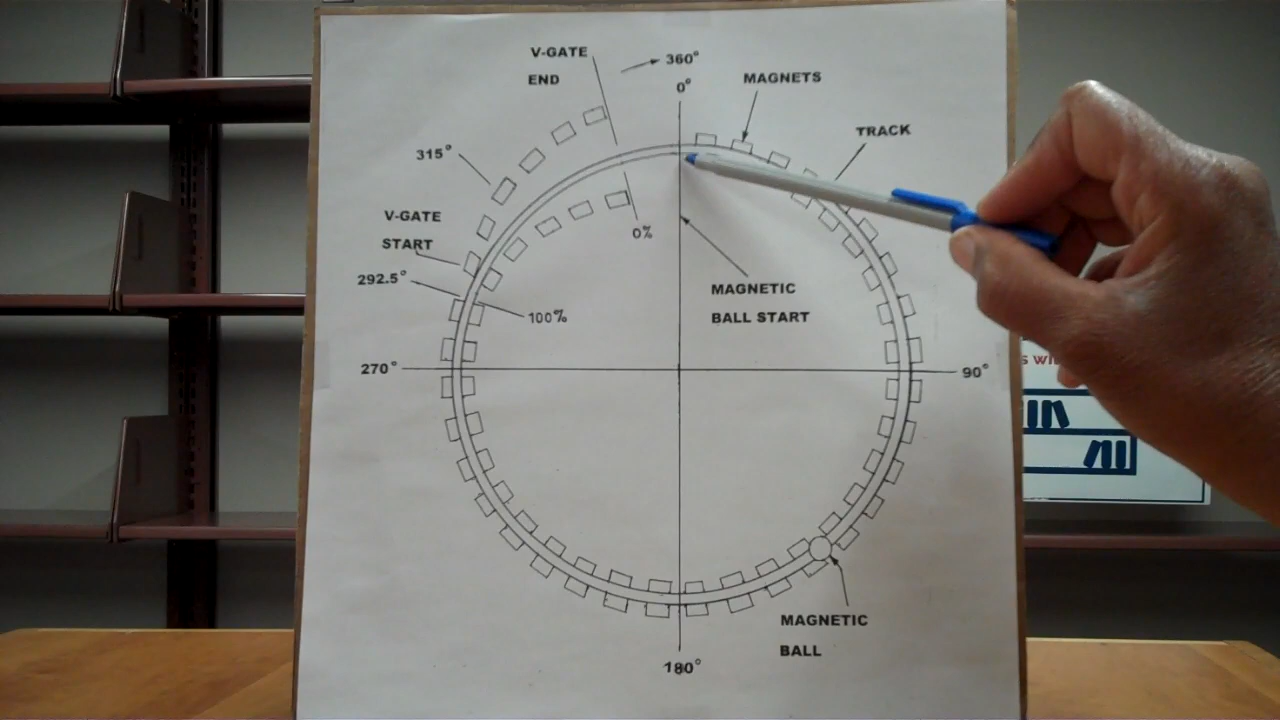 V-GATE
END
360°
0°
MAGNETS
TRACK
315°
V-GATE
START
0%
292.5°
MAGNETIC
BALL START
100%
270°
90°
MAGNETIC
BALL
180°